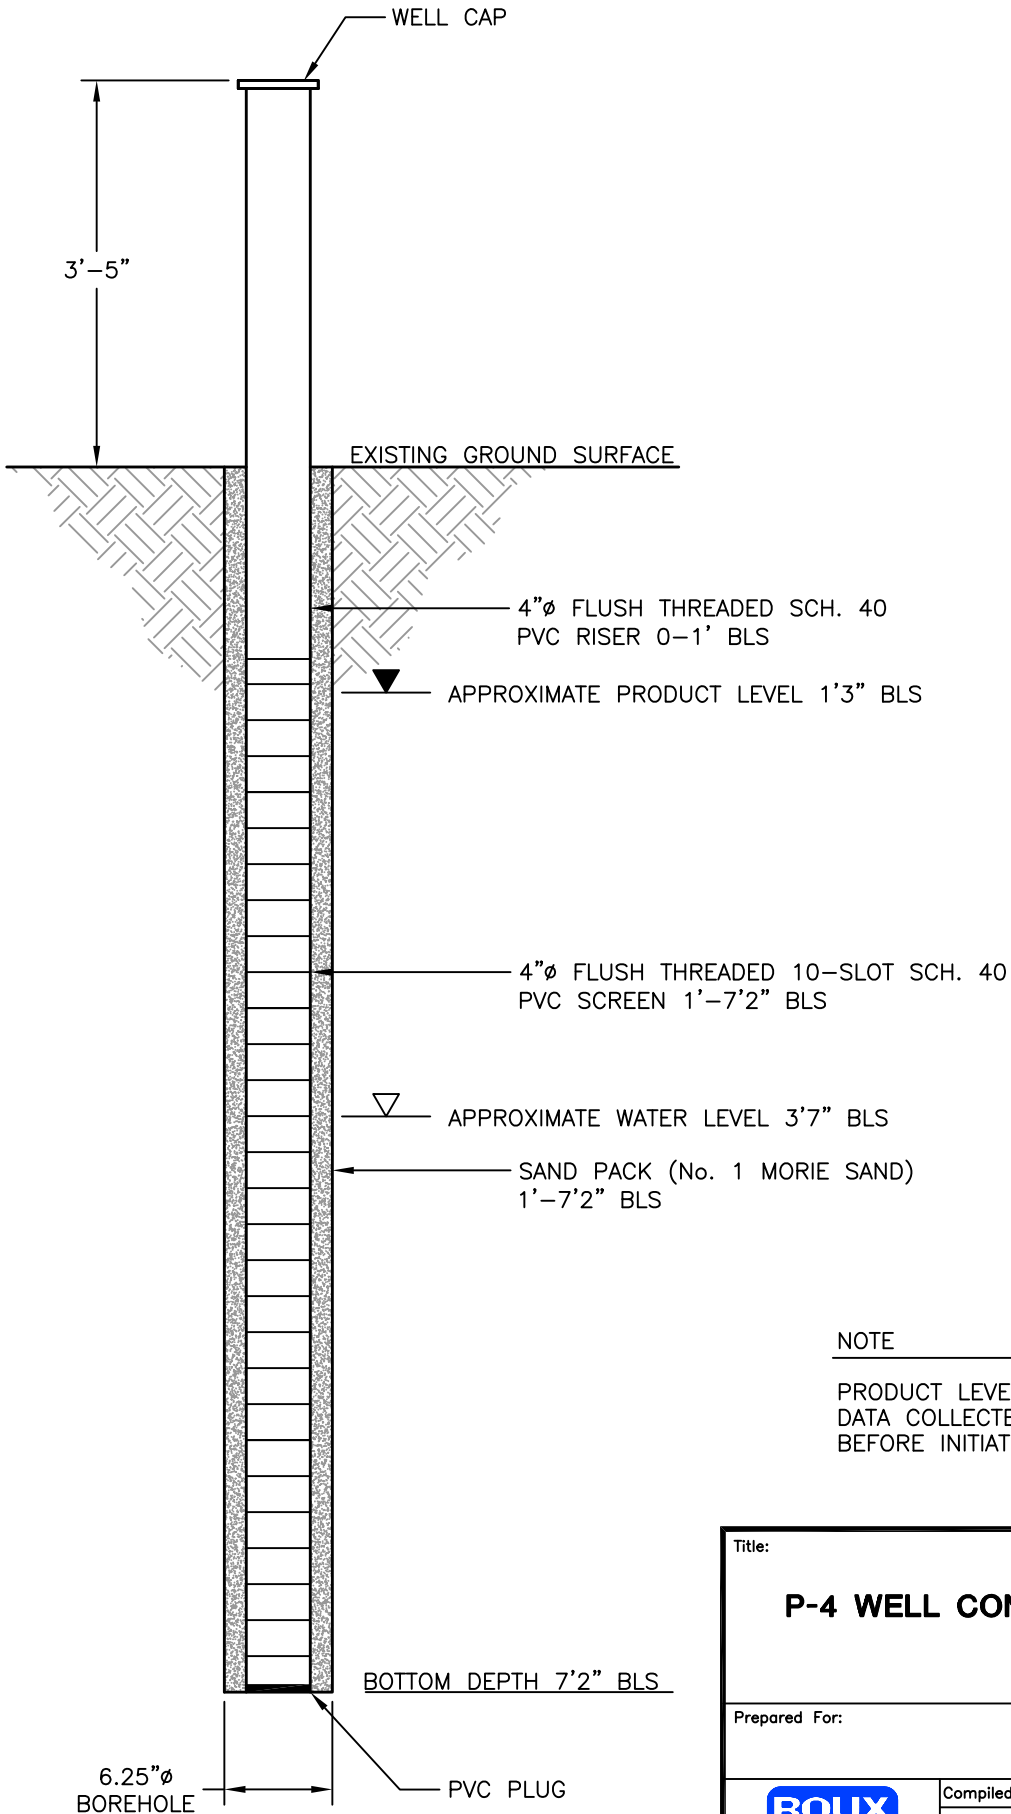 WELL CAP
3'-5"
EXISTING GROUND SURFACE
4"ø FLUSH THREADED SCH. 40
PVC RISER 0-1' BLS
APPROXIMATE PRODUCT LEVEL 1'3" BLS
4"ø FLUSH THREADED 10-SLOT SCH. 40
PVC SCREEN 1'-7'2" BLS
APPROXIMATE WATER LEVEL 3'7" BLS
SAND PACK (No. 1 MORIE SAND)
1'-7'2" BLS
NOTE
PRODUCT
DATA
BEFORE
Title:
P-4 WELL
BOTTOM DEPTH 7'2" BLS
Prepared For:
6.25"ø
BOREHOLE
PVC PLUG
ROUX
Compiled